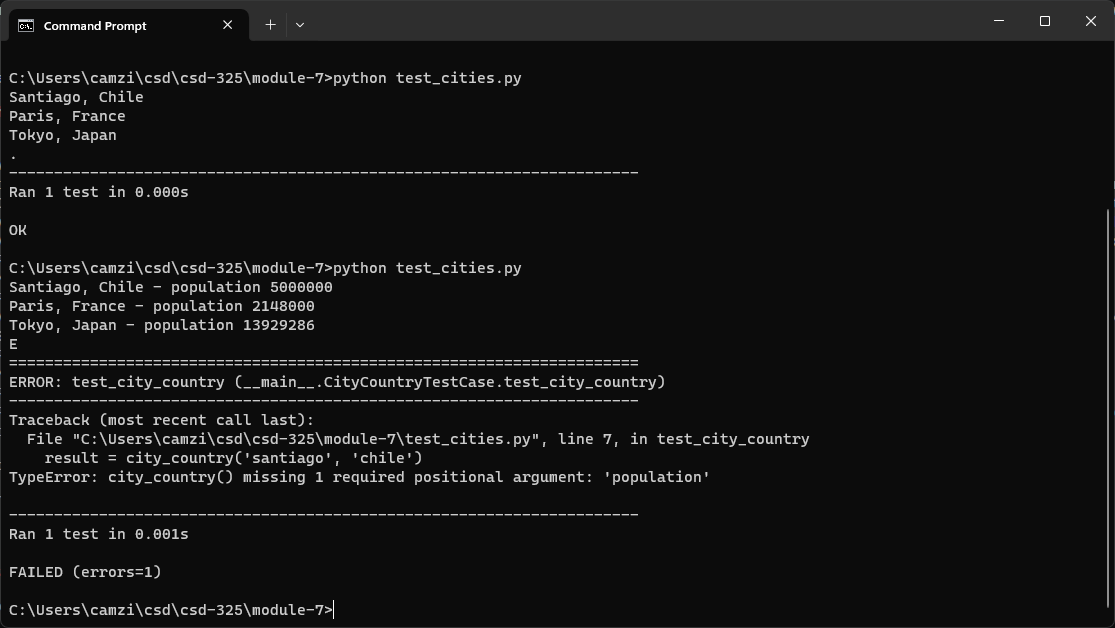 Command Prompt
C:\Users\camzi\csd\csd-325\module-7>python test_cities.py
Santiago, Chile
Paris, France
Tokyo, Japan
.
----------------------------------------------------------------------
Ran 1 test in 0.000s
OK
C:\Users\camzi\csd\csd-325\module-7>python test_cities.py
Santiago, Chile - population 5000000
Paris, France - population 2148000
Tokyo, Japan - population 13929286
E
======================================================================
ERROR: test_city_country (__main__.CityCountryTestCase.test_city_country)
----------------------------------------------------------------------
Traceback (most recent call last):
  File "C:\Users\camzi\csd\csd-325\module-7\test_cities.py", line 7, in test_city_country
    result = city_country('santiago', 'chile')
TypeError: city_country() missing 1 required positional argument: 'population'
----------------------------------------------------------------------
Ran 1 test in 0.001s
FAILED (errors=1)
C:\Users\camzi\csd\csd-325\module-7>